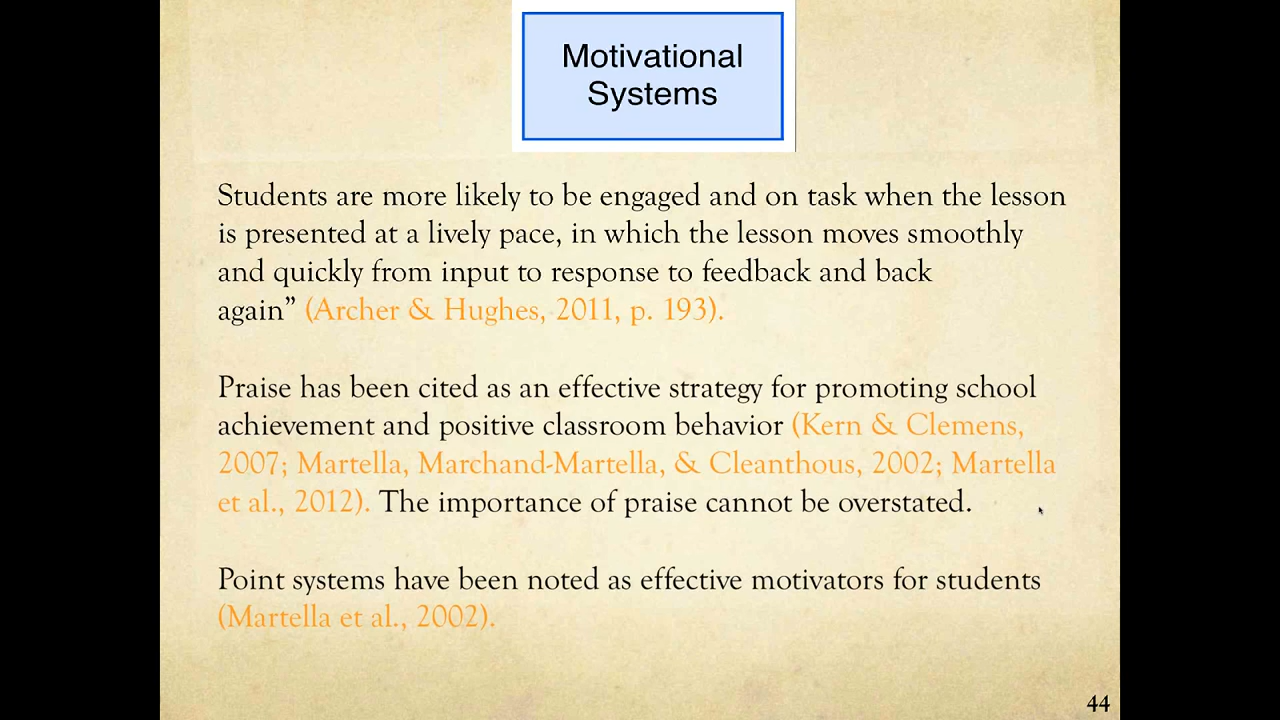 Motivational
Systems
Students are more likely to be engaged and on task when the lesson
is presented at a lively pace, in which the lesson moves smoothly
and quickly from input to response to feedback and back
again” (Archer & Hughes, 2011, p. 193).
Praise has been cited as an effective strategy for promoting school
achievement and positive classroom behavior (Kern & Clemens,
2007; Martella, Marchand-Martella, & Cleanthous, 2002; Martella
et al., 2012). The importance of praise cannot be overstated.
Point systems have been noted as effective motivators for students
(Martella et al., 2002).
44